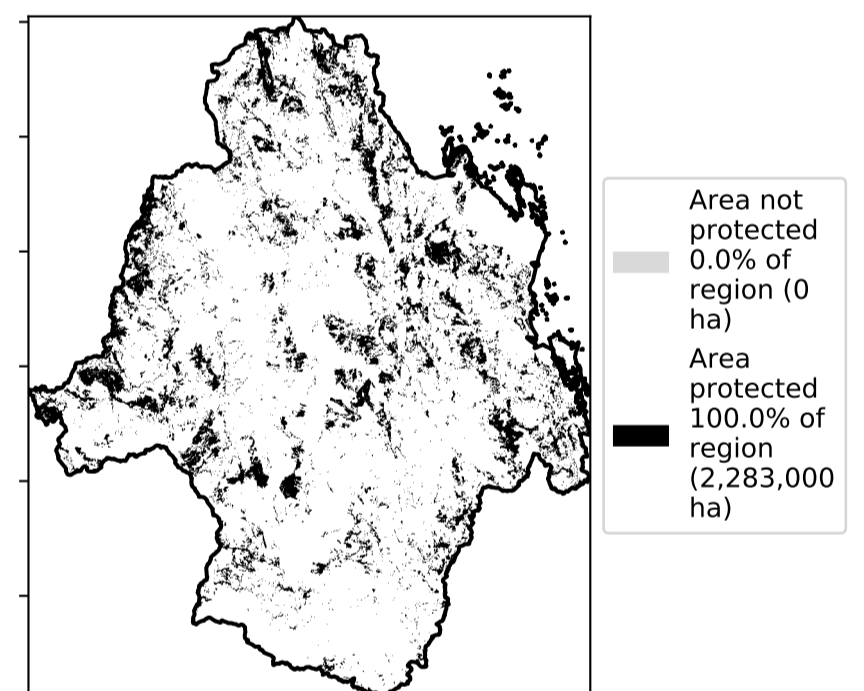 Area not
protected
0.0% of
region (0
ha)
Area
protected
100.0% of
region
(2,283,000
ha)